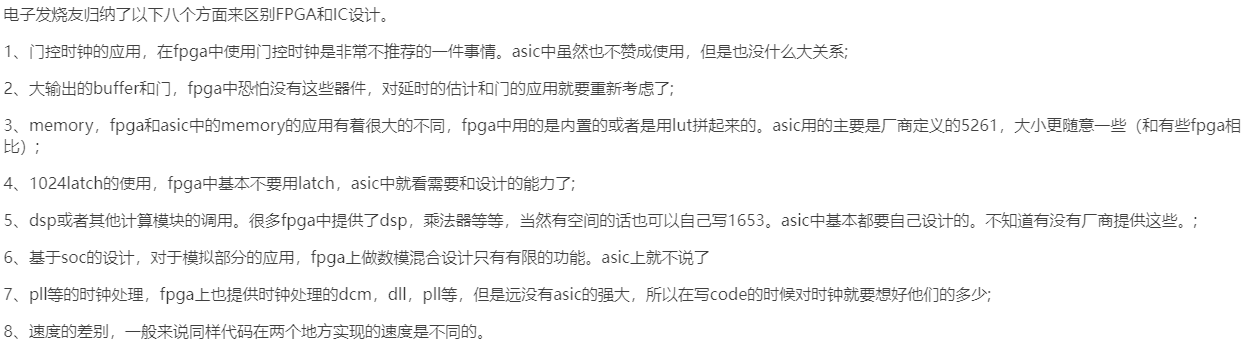 电子发烧友归纳了以下八个方面来区别FPGA和IC设计。
1、门控时钟的应用，在fpga中使用门控时钟是非常不推荐的一件事情。asic中虽然也不赞成使用，但是也没什么大关系;
2、大输出的buffer和门，fpga中恐怕没有这些器件，对延时的估计和门的应用就要重新考虑了;
3、memory，fpga和asic中的memory的应用有着很大的不同，fpga中用的是内置的或者是用lut拼起来的。asic用的主要是厂商定义的5261，大小更随意一些（和有些fpga相
比）;
4、1024latch的使用，fpga中基本不要用latch，asic中就看需要和设计的能力了;
5、dsp或者其他计算模块的调用。很多fpga中提供了dsp，乘法器等等，当然有空间的话也可以自己写1653。asic中基本都要自己设计的。不知道有没有厂商提供这些。;
6、基于soc的设计，对于模拟部分的应用，fpga上做数模混合设计只有有限的功能。asic上就不说了
7、pll等的时钟处理，fpga上也提供时钟处理的dcm，dll，pll等，但是远没有asic的强大，所以在写code的时候对时钟就要想好他们的多少;
8、速度的差别，一般来说同样代码在两个地方实现的速度是不同的。